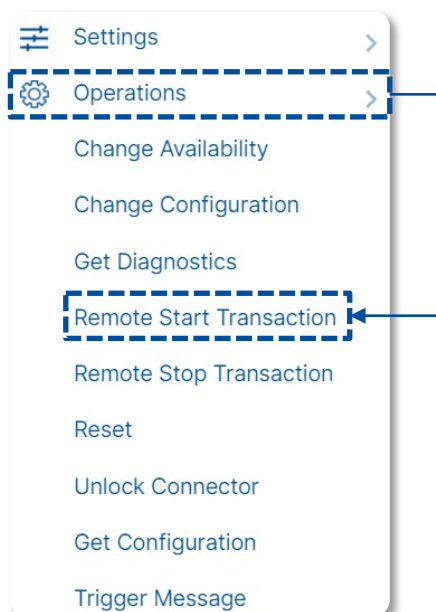 Settings
Operations
Change Availability
Change Configuration
Get Diagnostics
Remote Start Transaction
Remote Stop Transaction
Reset
Unlock Connector
Get Configuration
Trigger Message